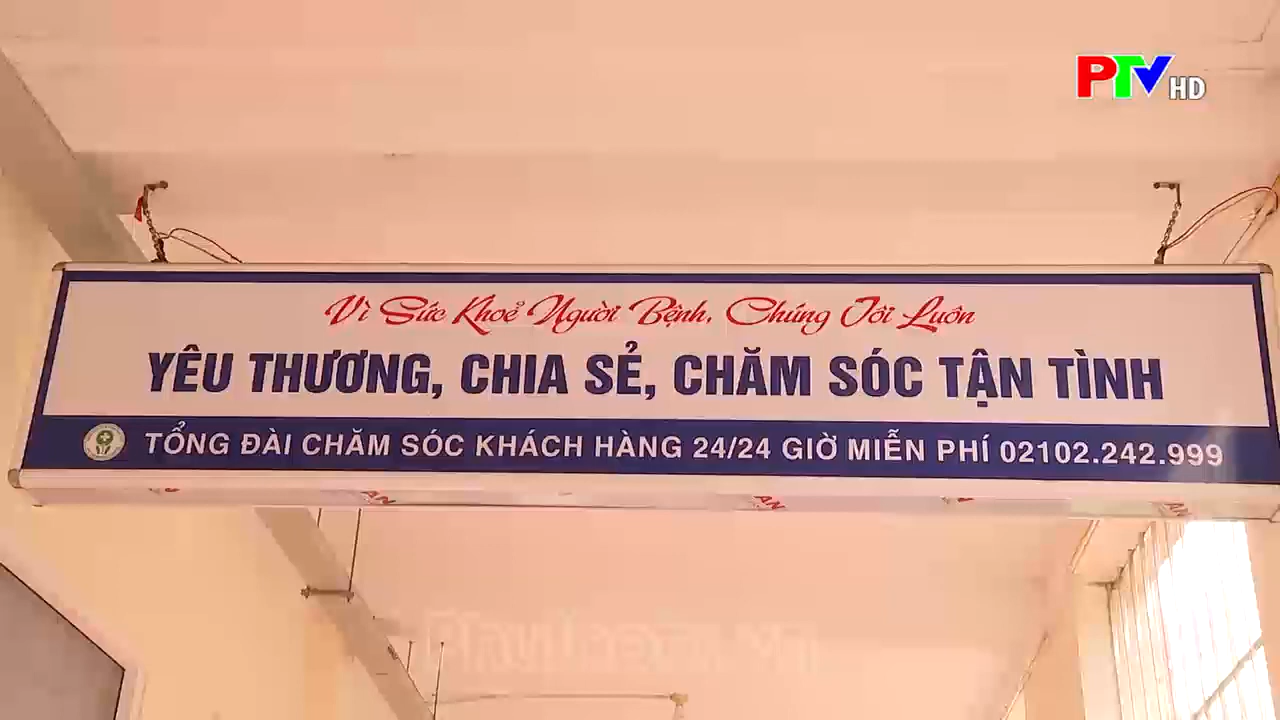 PTV HD
Vì Sức Khoẻ Người Bệnh, Chúng Tôi Luôn
YÊU THƯƠNG, CHIA SẺ, CHĂM SÓC TẬN TÌNH
TỔNG ĐÀI CHĂM SÓC KHÁCH HÀNG 24/24 GIỜ MIỄN PHÍ 02102.242.999